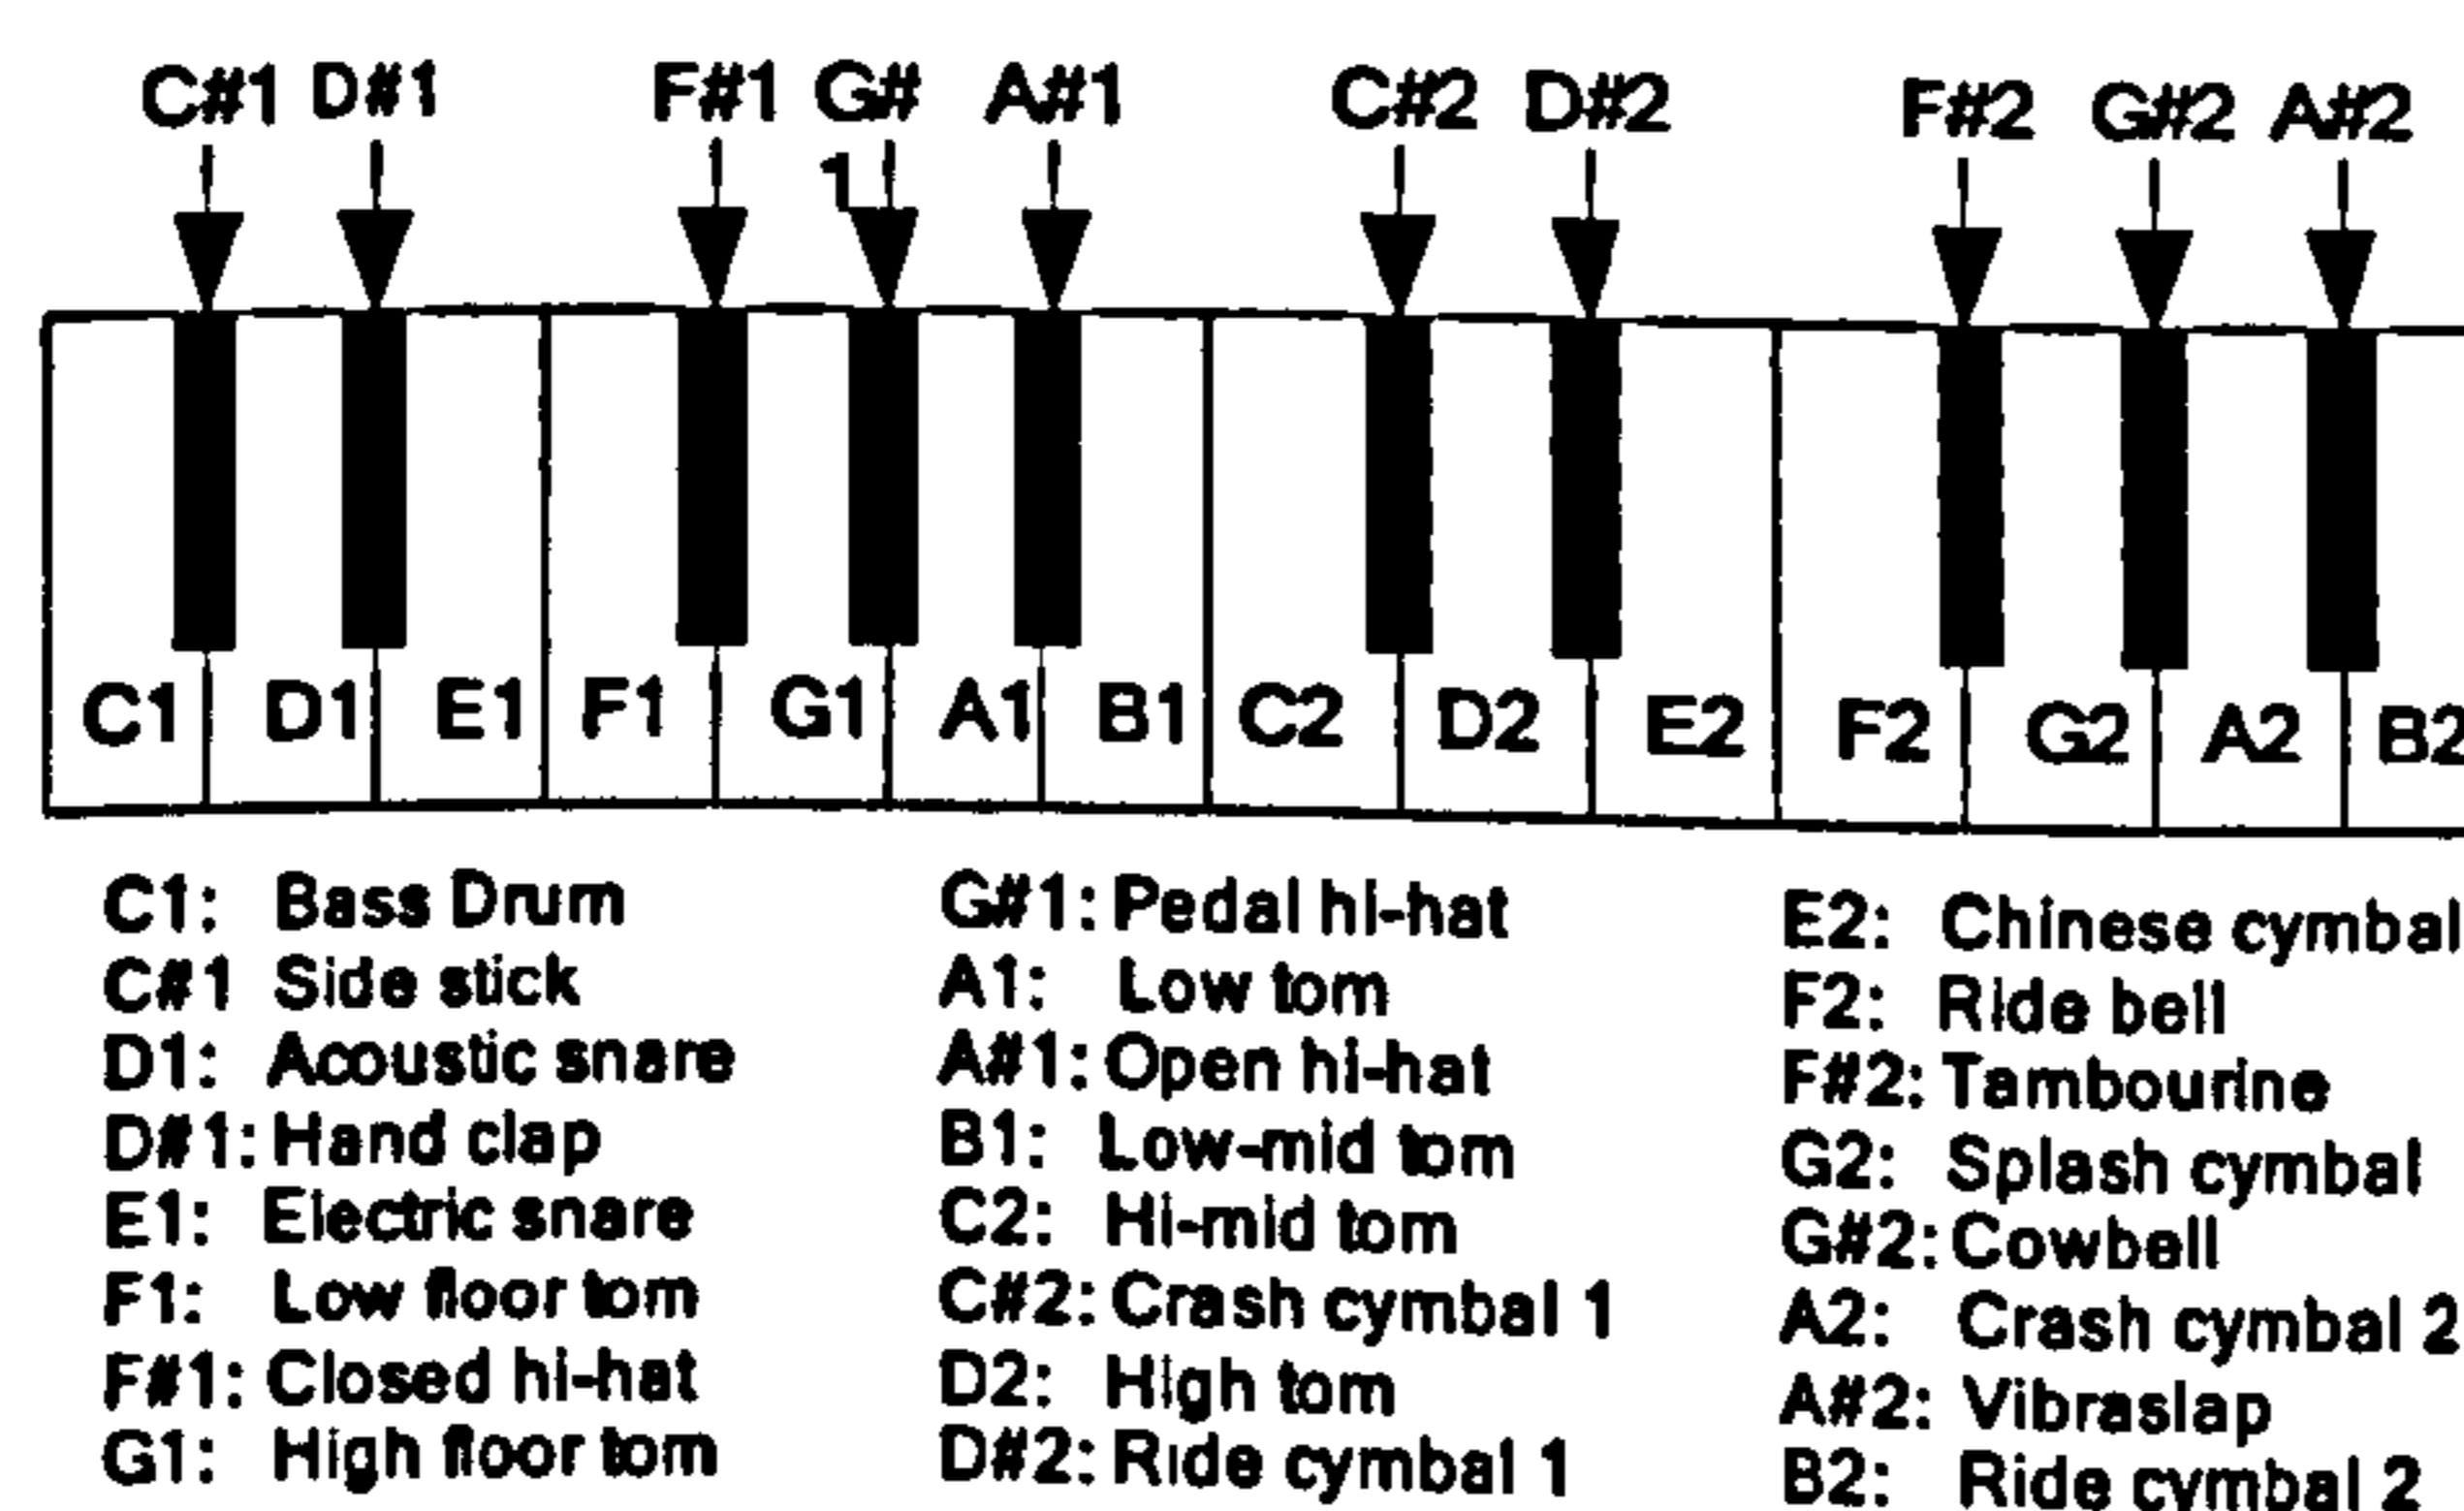 C#1 D#1 F#1 G# A#1 C#2 D#2 F#2 G#2 A#2
1
C1 D1 E1 F1 G1 A1 B1 C2 D2 E2 F2 G2 A2 B2
C1: Bass Drum
C#1 Side stick
D1: Acoustic snare
D#1: Hand clap
E1: Electric snare
F1: Low floor tom
F#1: Closed hi-hat
G1: High floor tom
G#1: Pedal hi-hat
A1: Low tom
A#1: Open hi-hat
B1: Low-mid tom
C2: Hi-mid tom
C#2: Crash cymbal 1
D2: High tom
D#2: Ride cymbal 1
E2: Chinese cymbal
F2: Ride bell
F#2: Tambourine
G2: Splash cymbal
G#2: Cowbell
A2: Crash cymbal 2
A#2: Vibraslap
B2: Ride cymbal 2